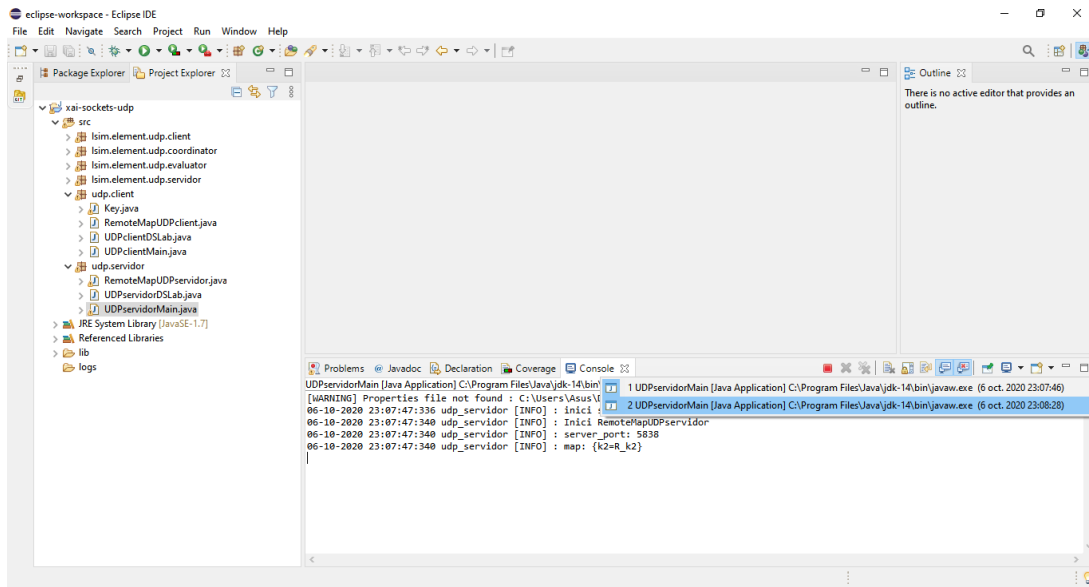 eclipse-workspace - Eclipse IDE
File Edit Navigate Search Project Run Window Help
Package Explorer Project Explorer
xai-sockets-udp
src
lsim.element.udp.client
lsim.element.udp.coordinator
lsim.element.udp.evaluator
lsim.element.udp.servidor
udp.client
Key.java
RemoteMapUDPclient.java
UDPclientDSLab.java
UDPclientMain.java
udp.servidor
RemoteMapUDPservidor.java
UDPservidorDSLab.java
UDPservidorMain.java
JRE System Library [JavaSE-1.7]
Referenced Libraries
lib
logs
Outline
There is no active editor that provides an
outline.
Problems @ Javadoc Declaration Coverage Console
UDPservidorMain [Java Application] C:\Program Files\Java\jdk-14\bin\
1 UDPservidorMain [Java Application] C:\Program Files\Java\jdk-14\bin\javaw.exe (6 oct. 2020 23:07:46)
2 UDPservidorMain [Java Application] C:\Program Files\Java\jdk-14\bin\javaw.exe (6 oct. 2020 23:08:28)
[WARNING] Properties file not found : C:\Users\Asus\
06-10-2020 23:07:47:336 udp_servidor [INFO] : inici s
06-10-2020 23:07:47:340 udp_servidor [INFO] : Inici RemoteMapUDPservidor
06-10-2020 23:07:47:340 udp_servidor [INFO] : server_port: 5838
06-10-2020 23:07:47:340 udp_servidor [INFO] : map: {k2=R_k2}